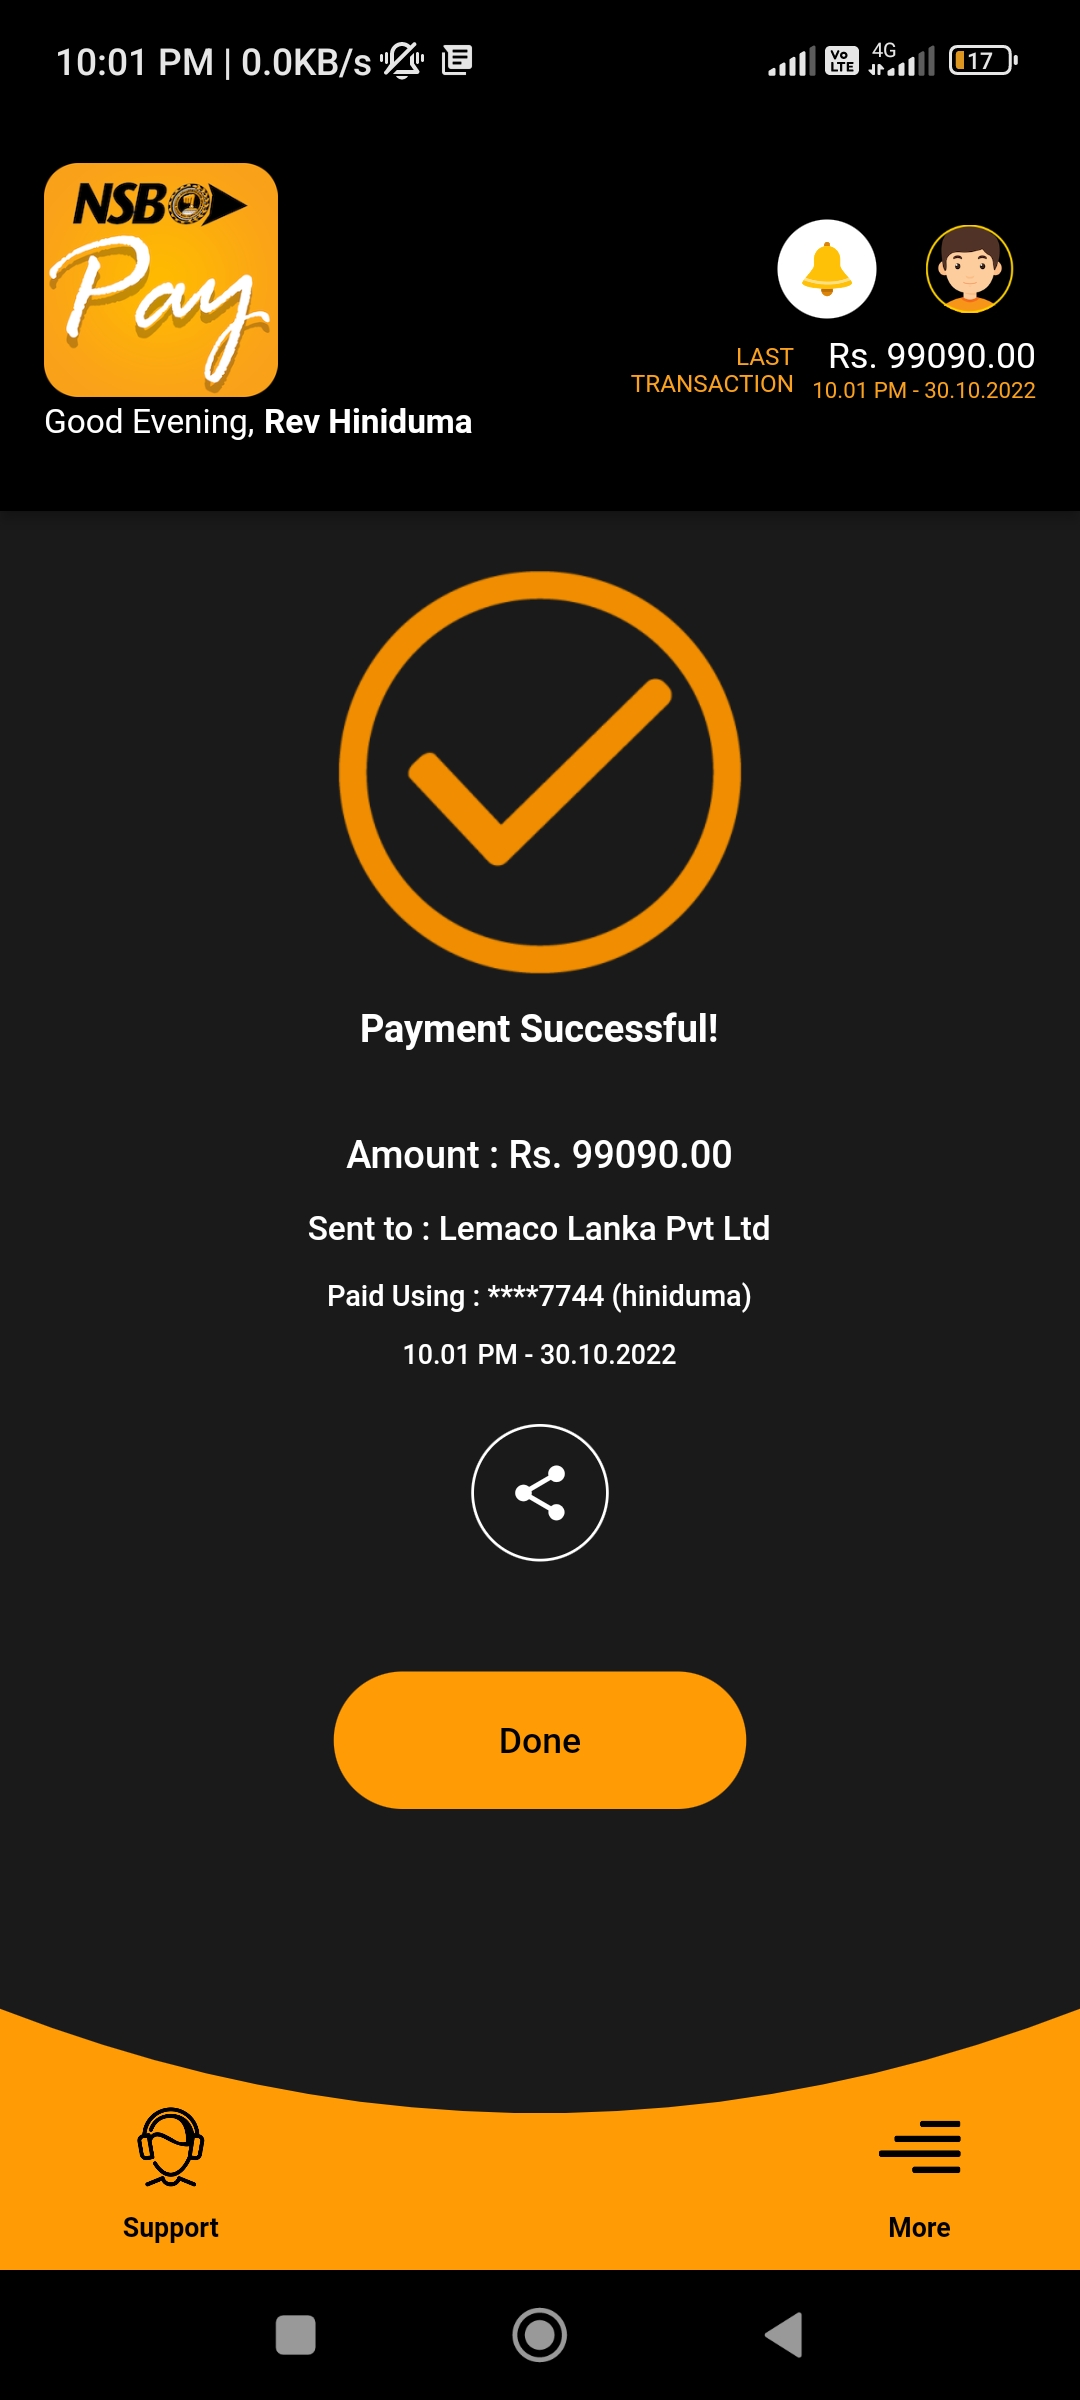 10:01 PM | 0.0KB/s
Vo
LTE
4G
17
NSB
Pay
LAST
TRANSACTION
Rs. 99090.00
10.01 PM - 30.10.2022
Good Evening, Rev Hiniduma
Payment Successful!
Amount : Rs. 99090.00
Sent to : Lemaco Lanka Pvt Ltd
Paid Using : ****7744 (hiniduma)
10.01 PM - 30.10.2022
Done
Support
More